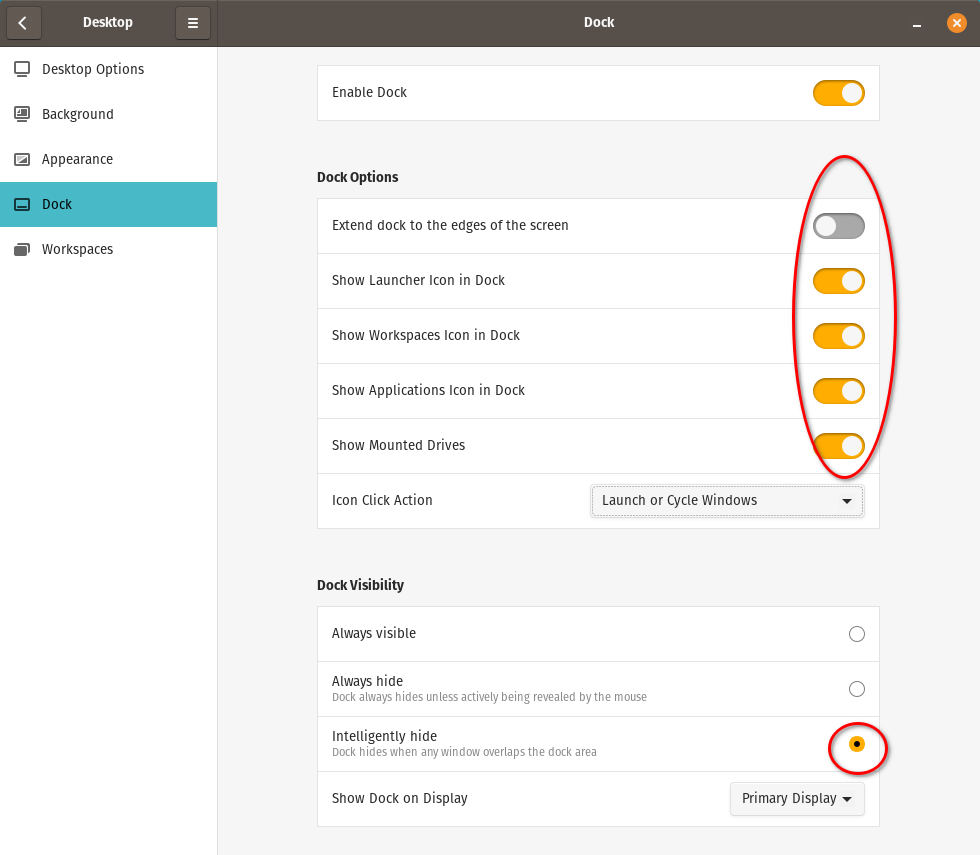 Desktop
Dock
Desktop Options
Background
Appearance
Dock
Workspaces
Enable Dock
Dock Options
Extend dock to the edges of the screen
Show Launcher Icon in Dock
Show Workspaces Icon in Dock
Show Applications Icon in Dock
Show Mounted Drives
Icon Click Action
Launch or Cycle Windows
Dock Visibility
Always visible
Always hide
Dock always hides unless actively being revealed by the mouse
Intelligently hide
Dock hides when any window overlaps the dock area
Show Dock on Display
Primary Display